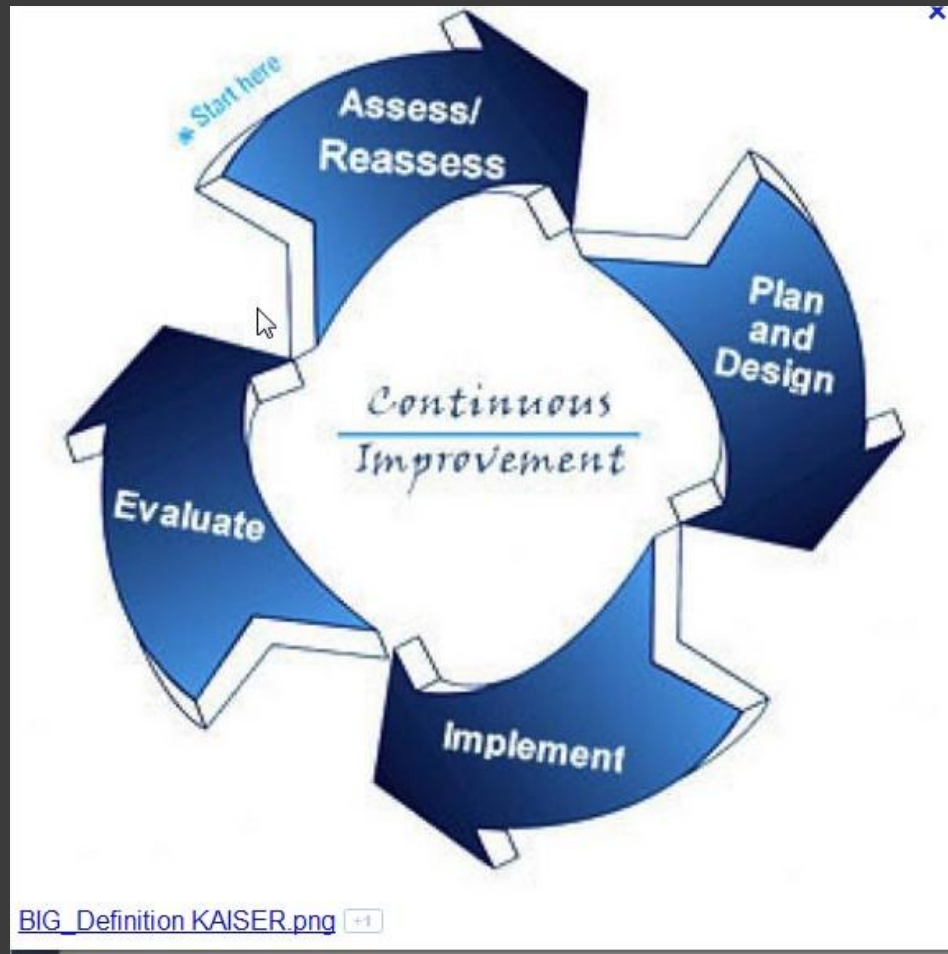 * Start here
Assess/
Reassess
Plan
and
Design
Continuous
Improvement
Evaluate
Implement
BIG_Definition KAISER.png +1